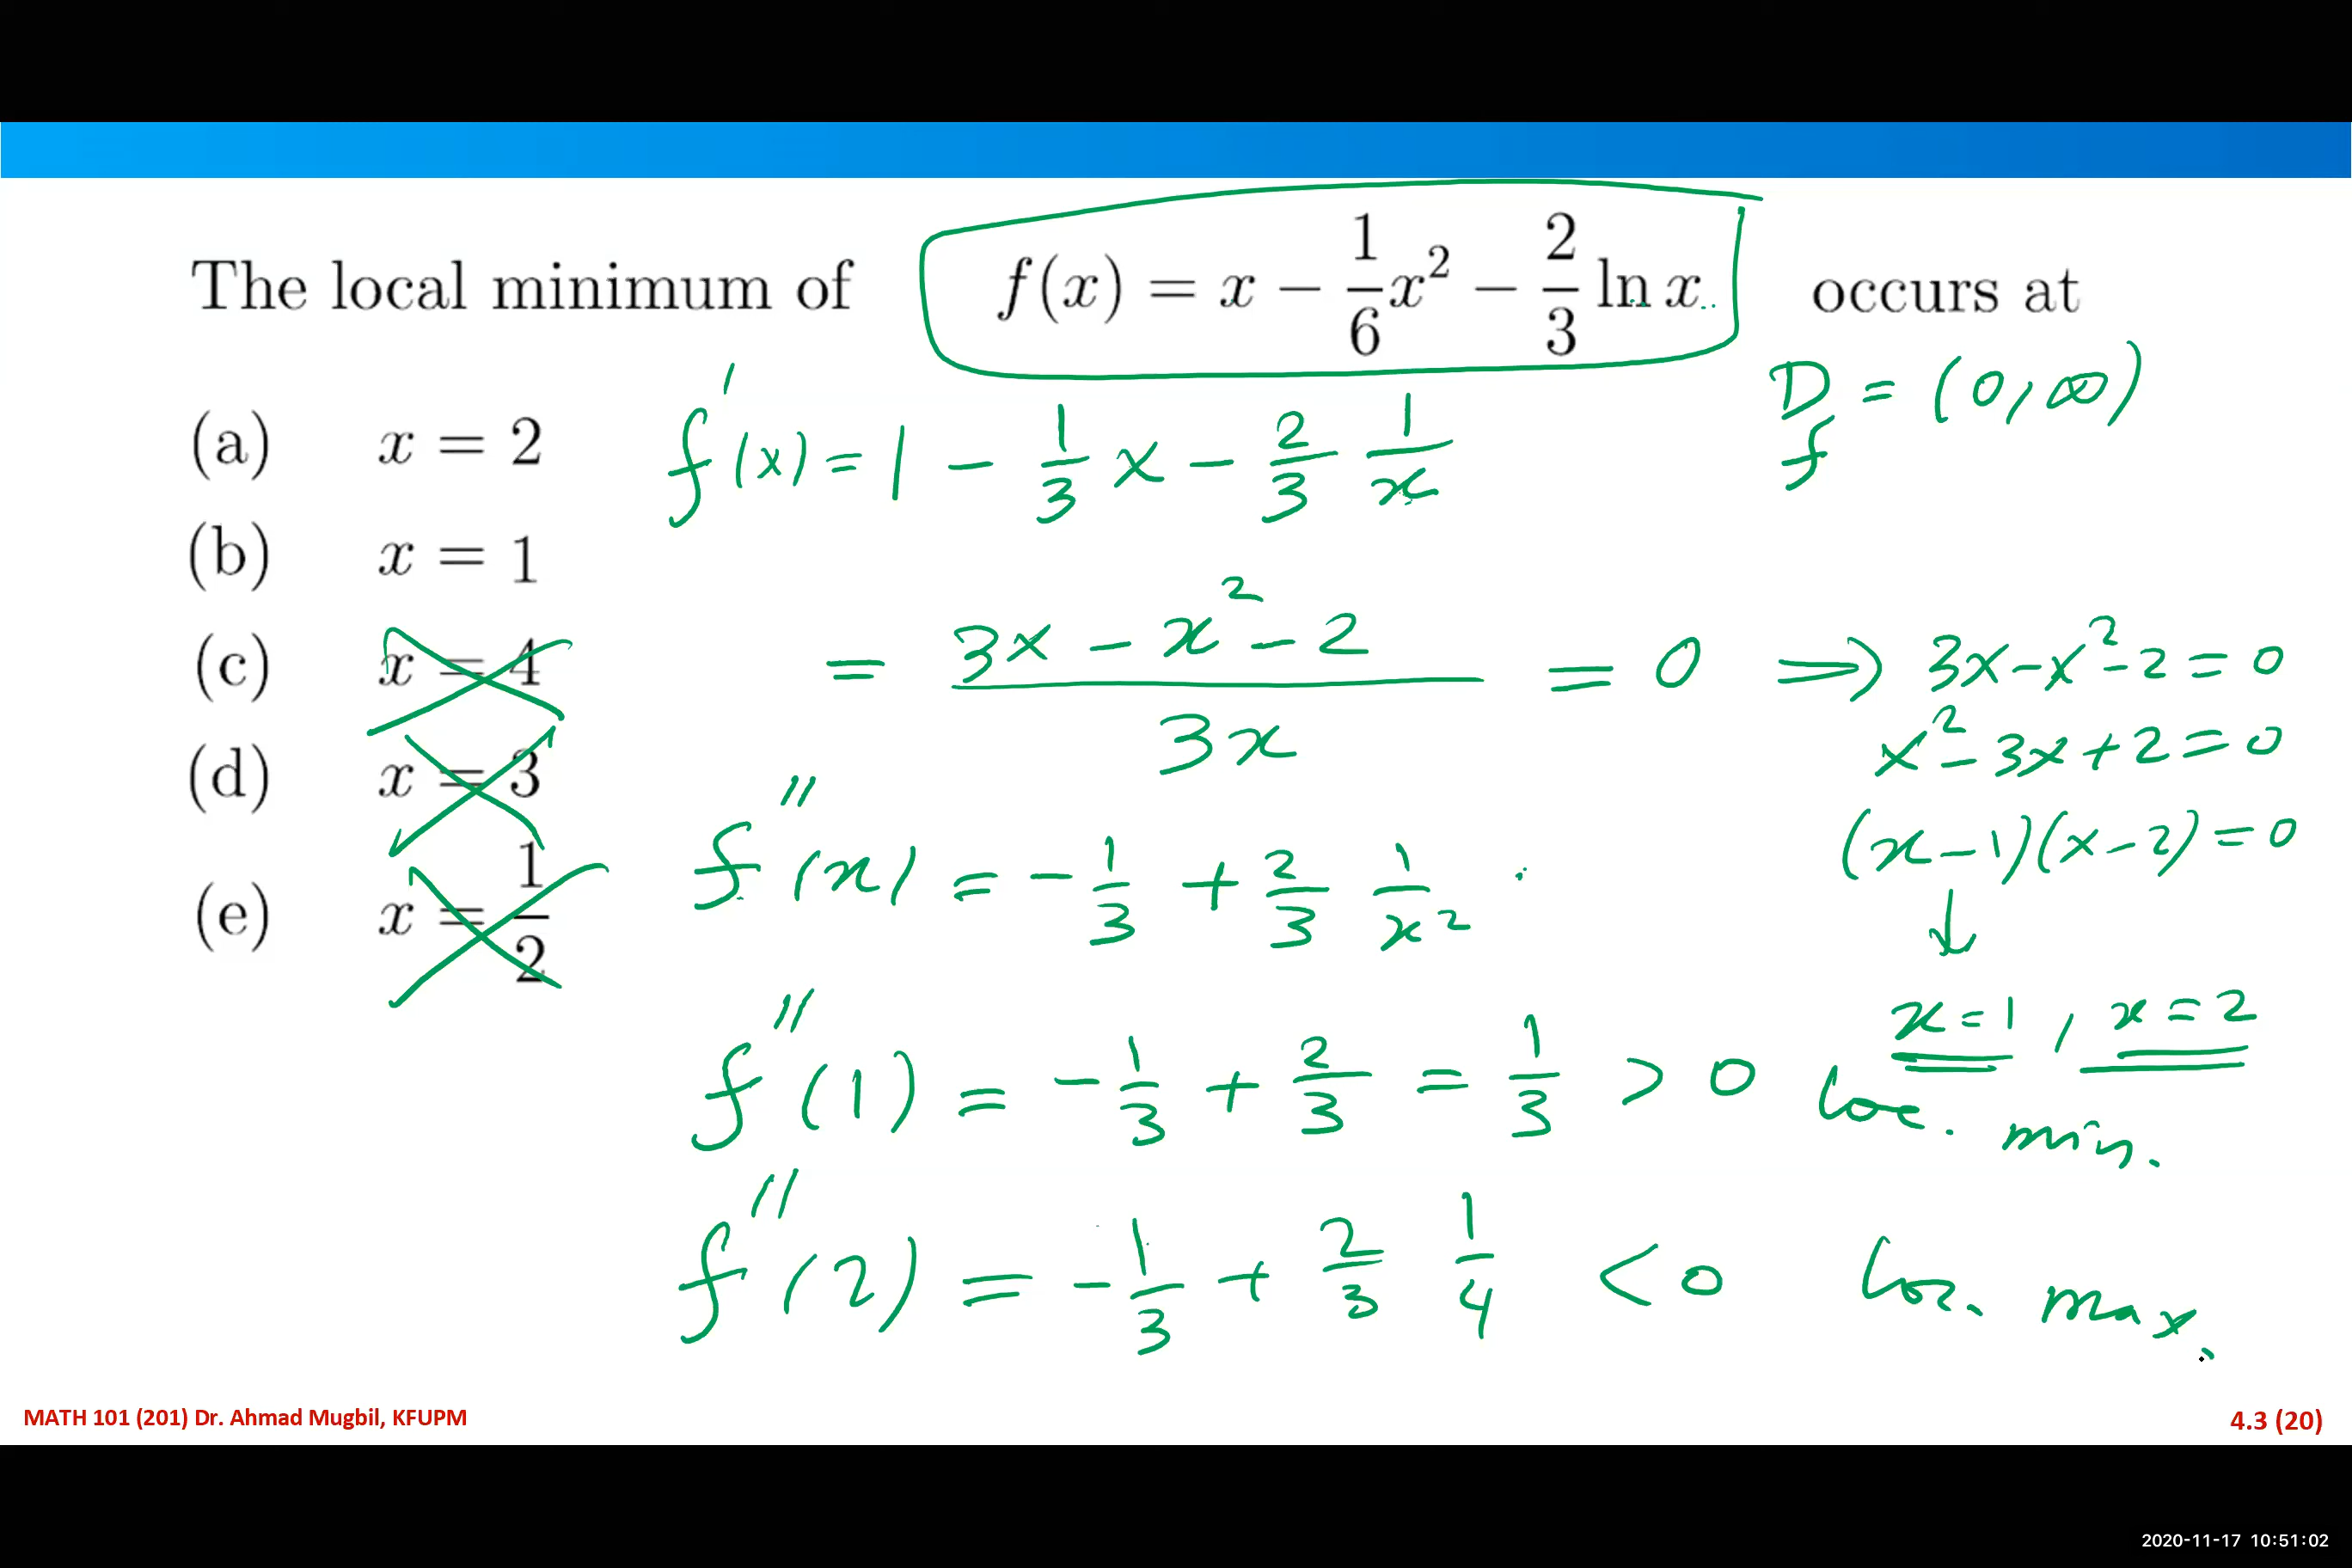 The local minimum of f(x) = x − 1/6 x² − 2/3 ln x occurs at
D_f = (0, ∞)
(a) x = 2
f'(x) = 1 − 1/3 x − 2/3 1/x
(b) x = 1
(c) x = 4
= (3x − x² − 2)/(3x) = 0 ⟹ 3x − x² − 2 = 0
x² − 3x + 2 = 0
(d) x = 3
(x − 1)(x − 2) = 0
↓
(e) x = 1/2
f''(x) = − 1/3 + 2/3 1/x²
x = 1 , x = 2
f''(1) = − 1/3 + 2/3 = 1/3 > 0 loc. min.
f''(2) = − 1/3 + 2/3 1/4 < 0 loc. max.
MATH 101 (201) Dr. Ahmad Mugbil, KFUPM
4.3 (20)
2020-11-17 10:51:02